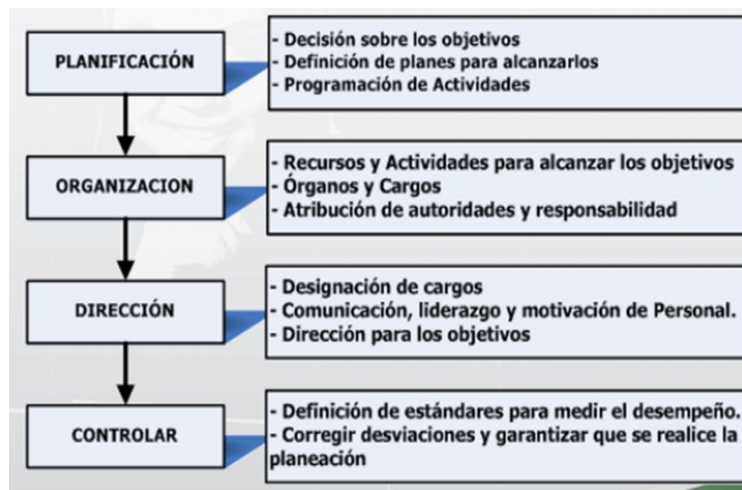 PLANIFICACIÓN
- Decisión sobre los objetivos
- Definición de planes para alcanzarlos
- Programación de Actividades
ORGANIZACION
- Recursos y Actividades para alcanzar los objetivos
- Órganos y Cargos
- Atribución de autoridades y responsabilidad
DIRECCIÓN
- Designación de cargos
- Comunicación, liderazgo y motivación de Personal.
- Dirección para los objetivos
CONTROLAR
- Definición de estándares para medir el desempeño.
- Corregir desviaciones y garantizar que se realice la
planeación